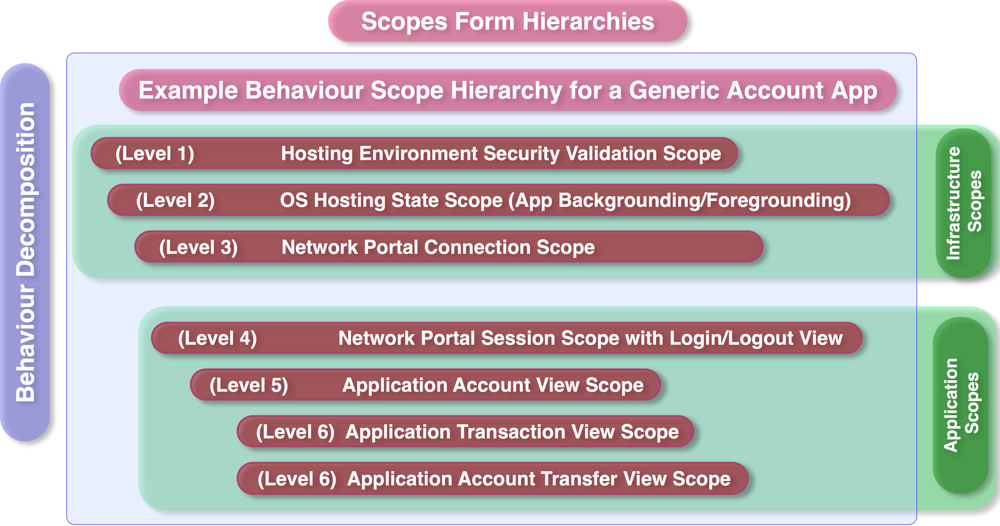 Scopes Form Hierarchies
Behaviour Decomposition
Example Behaviour Scope Hierarchy for a Generic Account App
(Level 1) Hosting Environment Security Validation Scope
(Level 2) OS Hosting State Scope (App Backgrounding/Foregrounding)
(Level 3) Network Portal Connection Scope
Infrastructure
Scopes
(Level 4) Network Portal Session Scope with Login/Logout View
(Level 5) Application Account View Scope
(Level 6) Application Transaction View Scope
(Level 6) Application Account Transfer View Scope
Application
Scopes